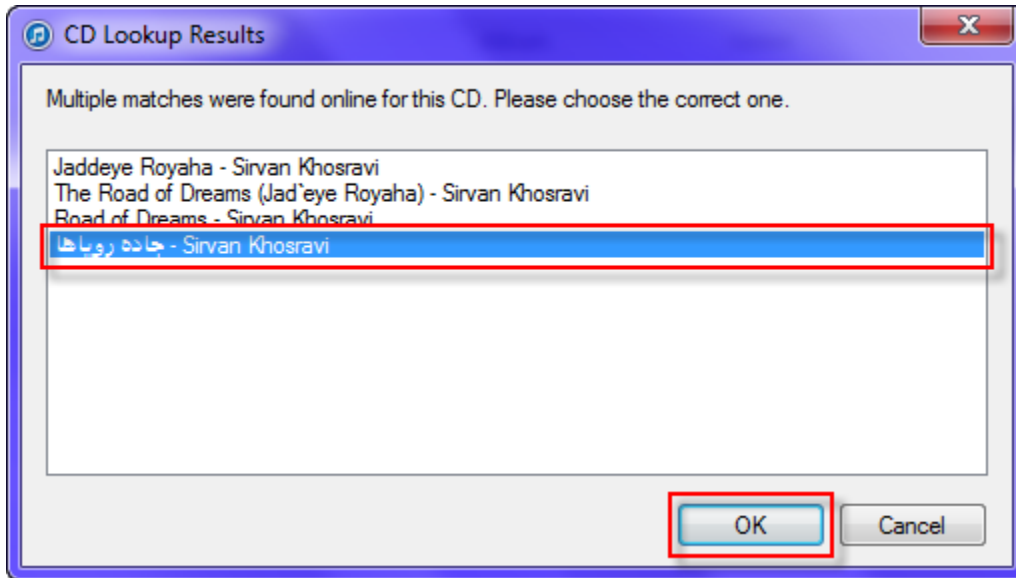 CD Lookup Results
Multiple matches were found online for this CD. Please choose the correct one.
Jaddeye Royaha - Sirvan Khosravi
The Road of Dreams (Jad`eye Royaha) - Sirvan Khosravi
Road of Dreams - Sirvan Khosravi
جاده رویاها - Sirvan Khosravi
OK
Cancel